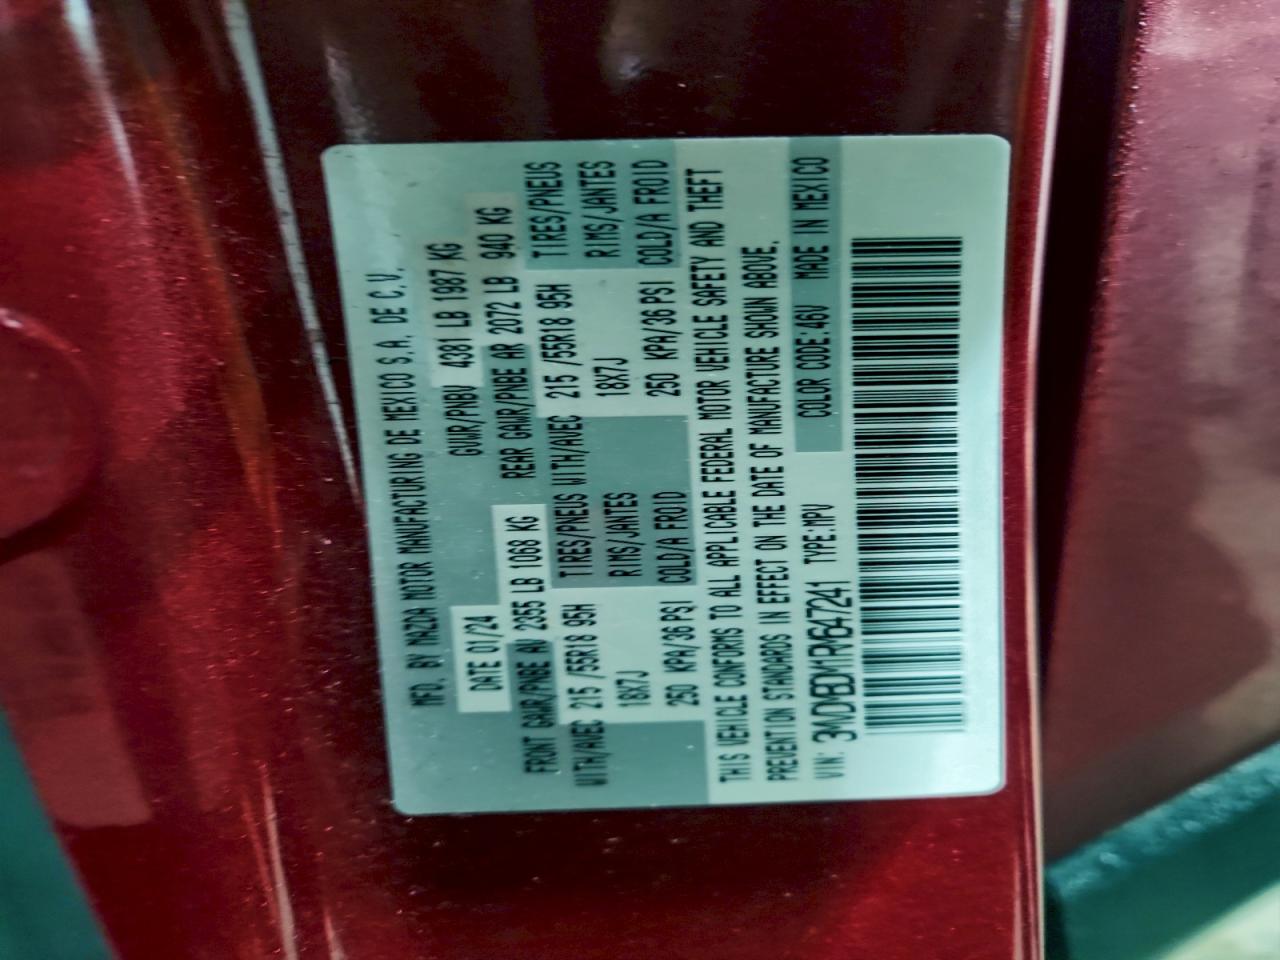 MFD. BY MAZDA MOTOR MANUFACTURING DE MEXICO S.A. DE C.V.
DATE 01/24 GVWR/PNBV 4381 LB 1987 KG
FRONT GAWR/PNBE AV 2355 LB 1068 KG REAR GAWR/PNBE AR 2072 LB 940 KG
WITH/AVEC 215 /55R18 95H TIRES/PNEUS WITH/AVEC 215 /55R18 95H TIRES/PNEUS
18X7J RIMS/JANTES 18X7J RIMS/JANTES
250 KPA/36 PSI COLD/A FROID 250 KPA/36 PSI COLD/A FROID
THIS VEHICLE CONFORMS TO ALL APPLICABLE FEDERAL MOTOR VEHICLE SAFETY AND THEFT
PREVENTION STANDARDS IN EFFECT ON THE DATE OF MANUFACTURE SHOWN ABOVE.
VIN: TYPE:MPV COLOR CODE:46V MADE IN MEXICO